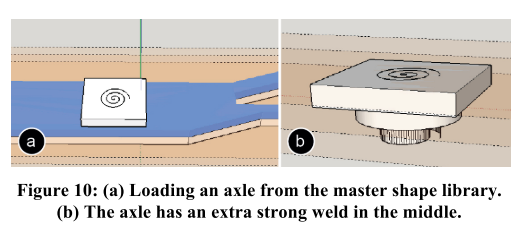 a
b
Figure 10: (a) Loading an axle from the master shape library.
(b) The axle has an extra strong weld in the middle.